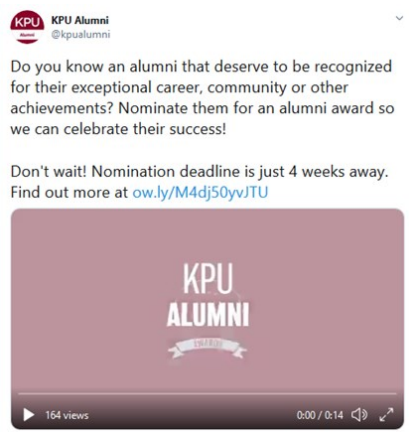 KPU
Alumni
KPU Alumni
@kpualumni
Do you know an alumni that deserve to be recognized
for their exceptional career, community or other
achievements? Nominate them for an alumni award so
we can celebrate their success!
Don't wait! Nomination deadline is just 4 weeks away.
Find out more at ow.ly/M4dj50yvJTU
KPU
ALUMNI
164 views
0:00 / 0:14